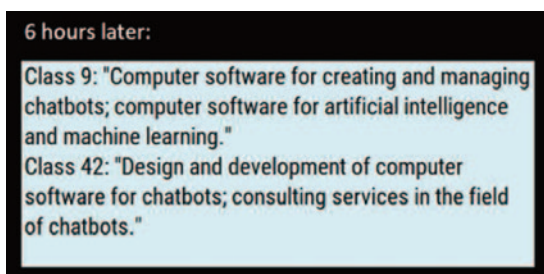 6 hours later:
Class 9: "Computer software for creating and managing
chatbots; computer software for artificial intelligence
and machine learning."
Class 42: "Design and development of computer
software for chatbots; consulting services in the field
of chatbots."